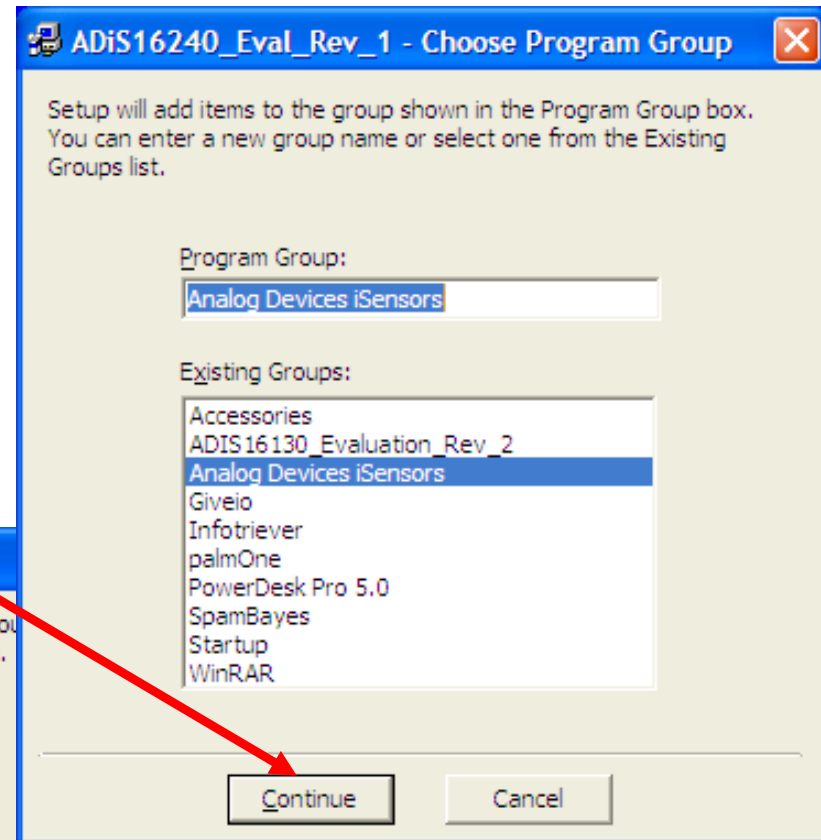 ADiS16240_Eval_Rev_1 - Choose Program Group
Setup will add items to the group shown in the Program Group box.
You can enter a new group name or select one from the Existing
Groups list.
Program Group:
Analog Devices iSensors
Existing Groups:
Accessories
ADIS16130_Evaluation_Rev_2
Analog Devices iSensors
Giveio
Infotriever
palmOne
PowerDesk Pro 5.0
SpamBayes
Startup
WinRAR
Continue
Cancel